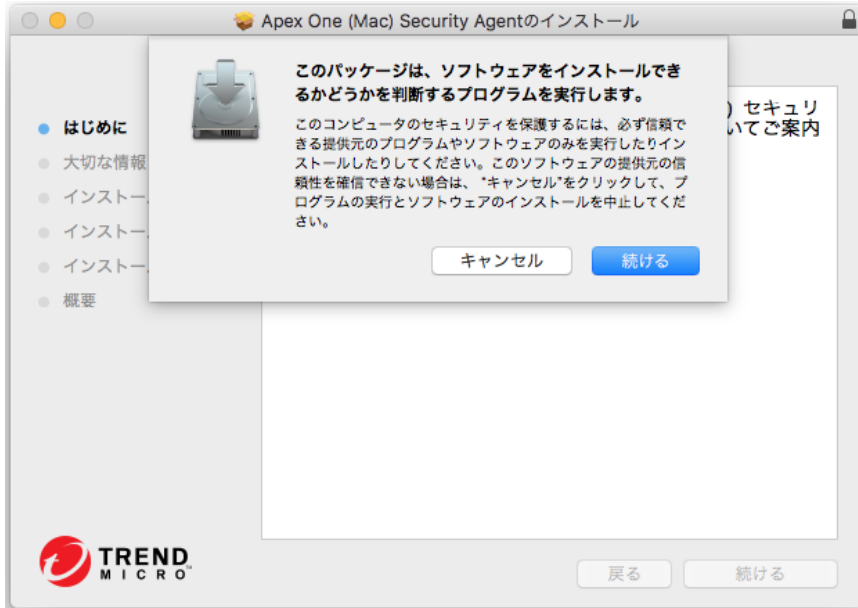 Apex One (Mac) Security Agentのインストール
このパッケージは、ソフトウェアをインストールでき
るかどうかを判断するプログラムを実行します。
このコンピュータのセキュリティを保護するには、必ず信頼で
きる提供元のプログラムやソフトウェアのみを実行したりイン
ストールしたりしてください。このソフトウェアの提供元の信
頼性を確信できない場合は、"キャンセル"をクリックして、プ
ログラムの実行とソフトウェアのインストールを中止してくだ
さい。
キャンセル
続ける
はじめに
大切な情報
インストー
インストー
インストー
概要
) セキュリ
いてご案内
TREND
MICRO
戻る
続ける